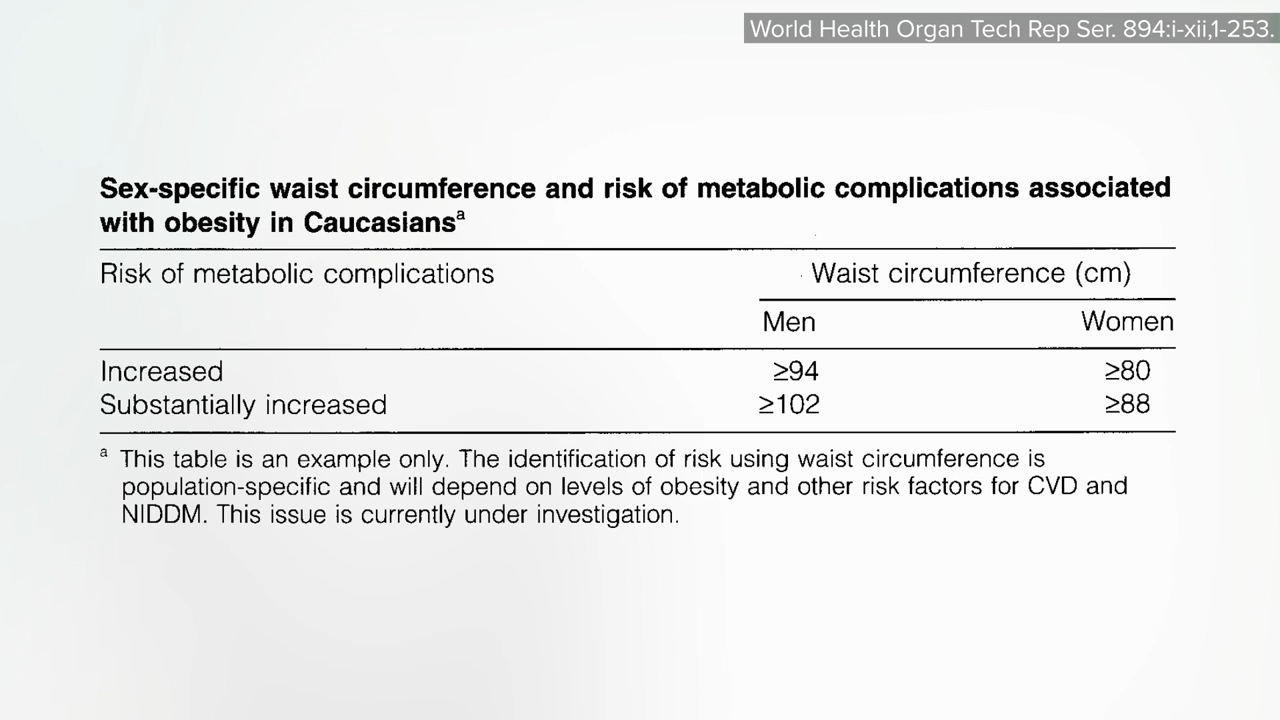 World Health Organ Tech Rep Ser. 894:i-xii,1-253.
Sex-specific waist circumference and risk of metabolic complications associated
with obesity in Caucasiansᵃ
Risk of metabolic complications Waist circumference (cm)
Men Women
Increased ≥94 ≥80
Substantially increased ≥102 ≥88
ᵃ This table is an example only. The identification of risk using waist circumference is
population-specific and will depend on levels of obesity and other risk factors for CVD and
NIDDM. This issue is currently under investigation.